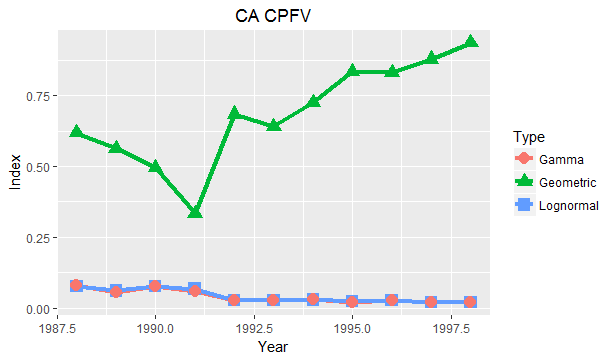 CA CPFV
Index
0.75
0.50
0.25
0.00
1987.5 1990.0 1992.5 1995.0 1997.5
Year
Type
Gamma
Geometric
Lognormal